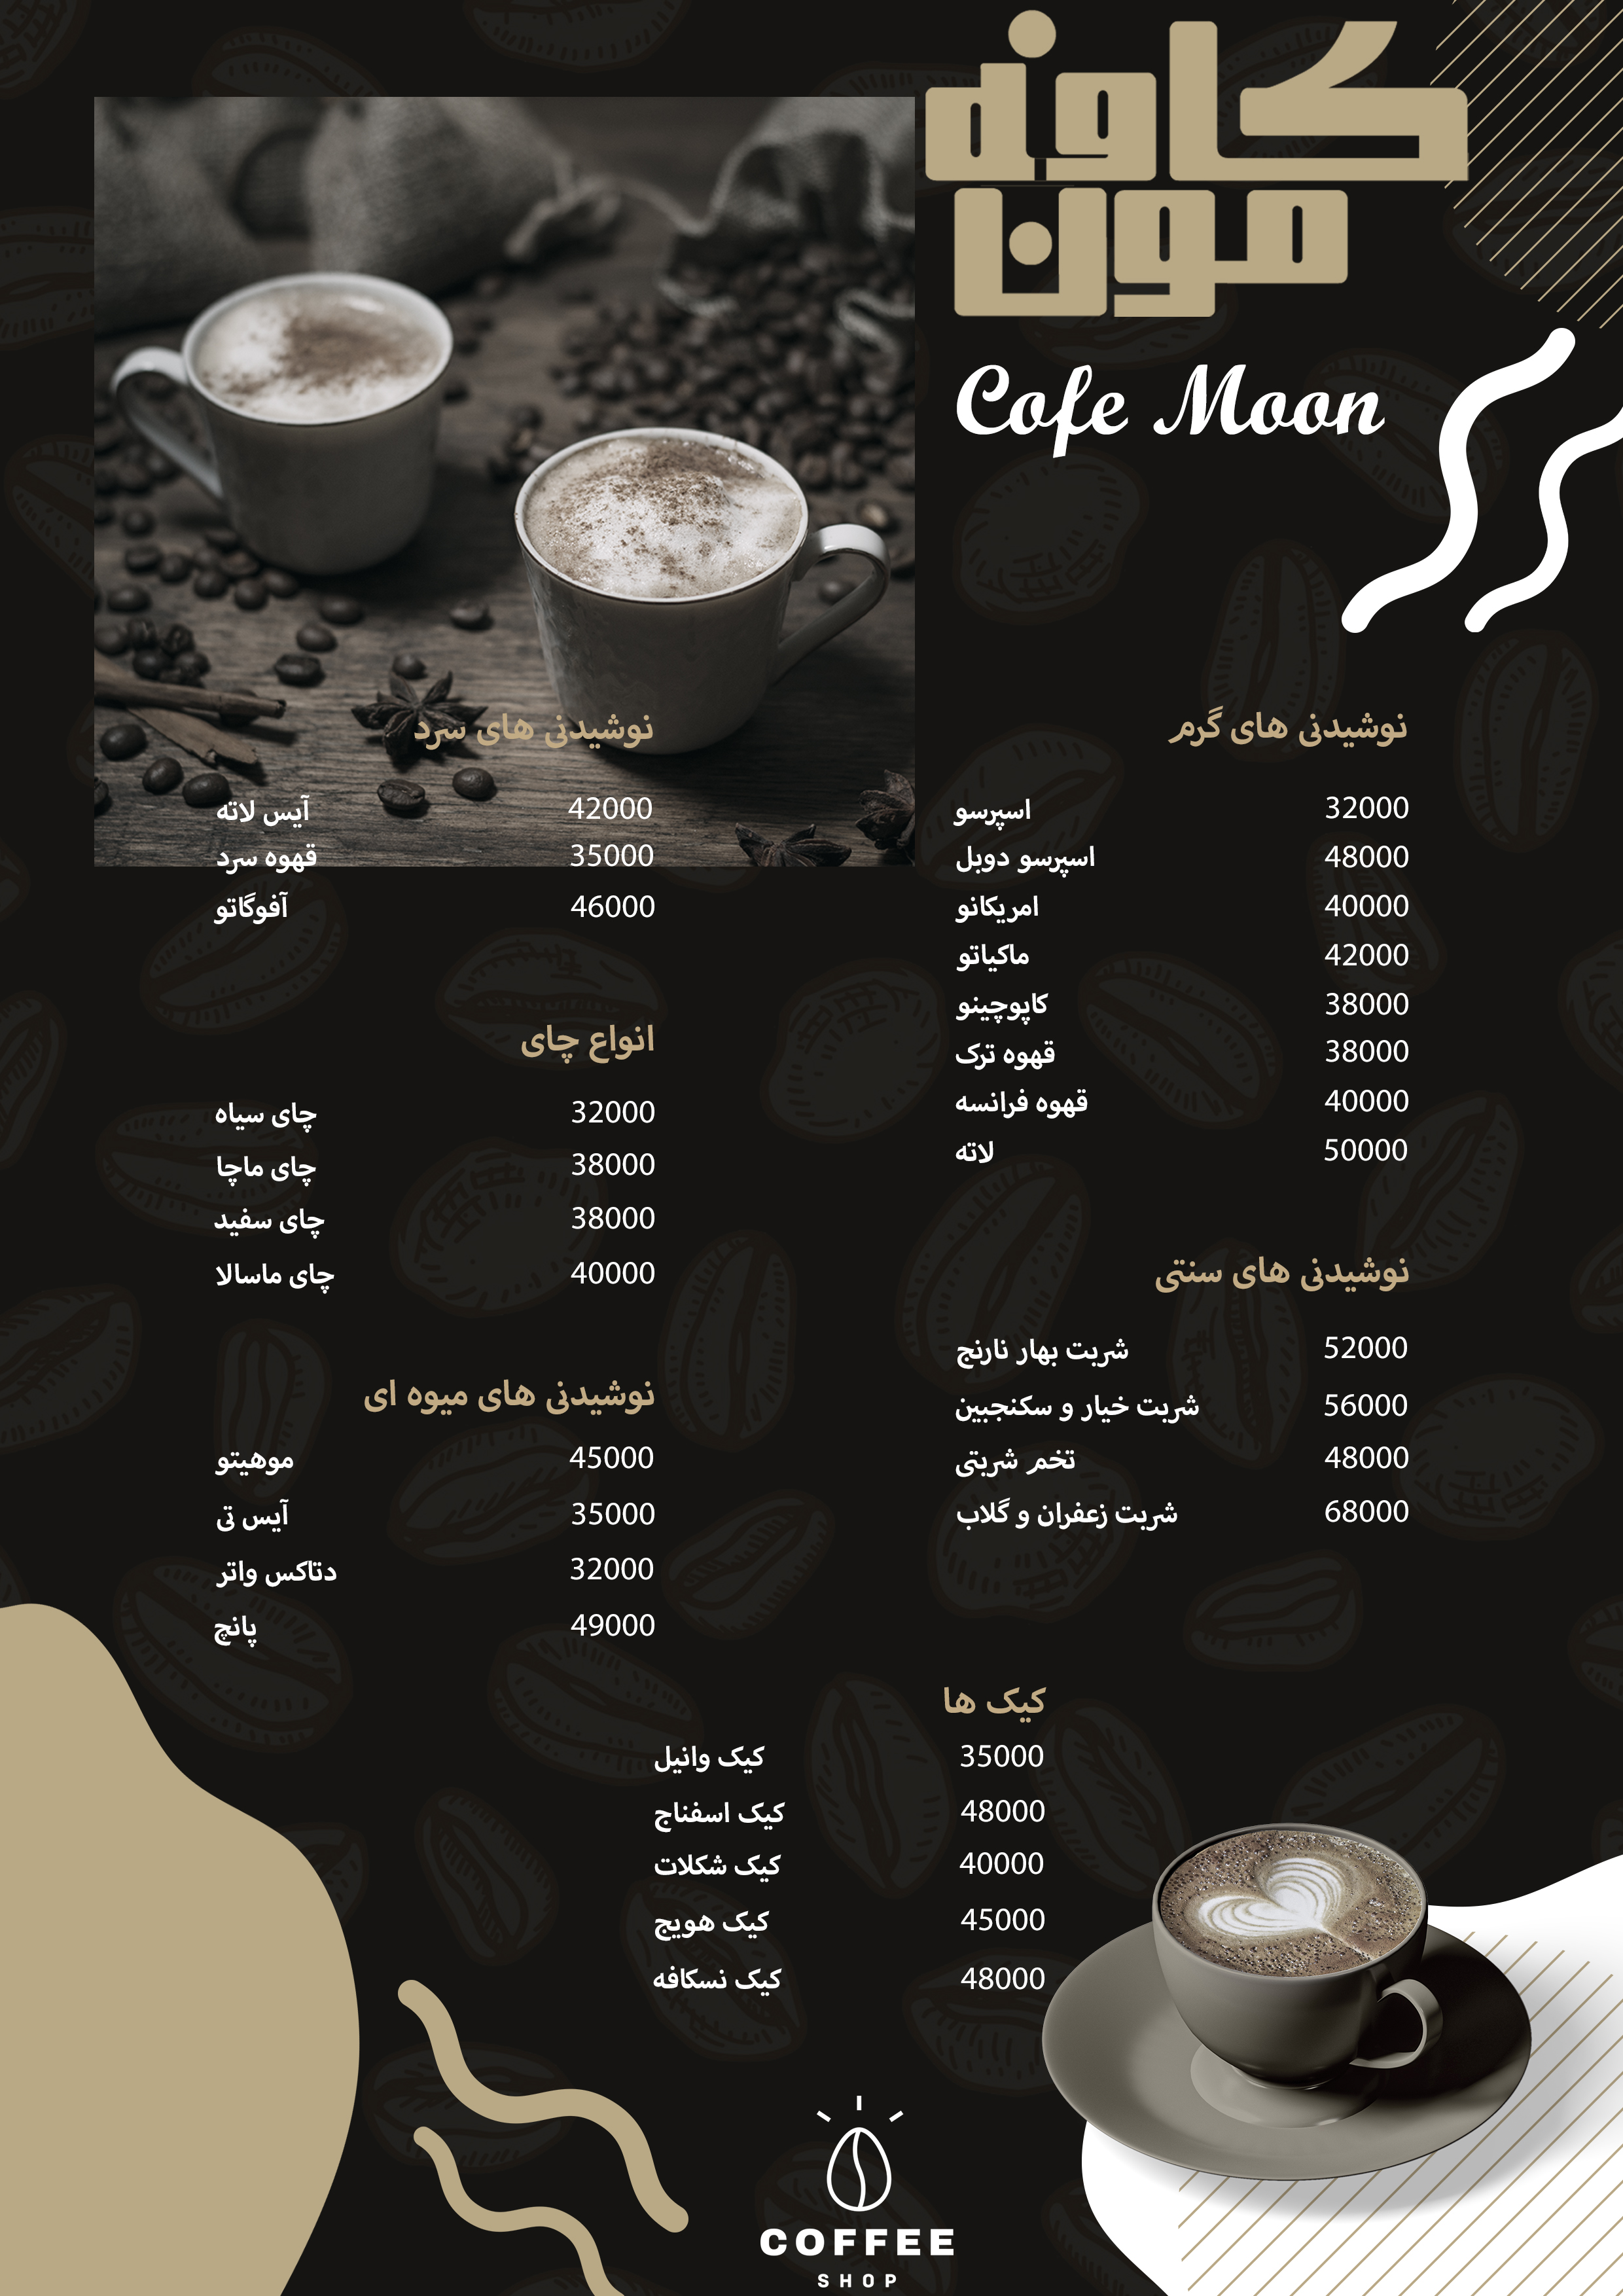 کافه
مون
Cofe Moon
نوشیدنی های گرم
اسپرسو 32000
اسپرسو دوبل 48000
امریکانو 40000
ماکیاتو 42000
کاپوچینو 38000
قهوه ترک 38000
قهوه فرانسه 40000
لاته 50000
نوشیدنی های سنتی
شربت بهار نارنج 52000
شربت خیار و سکنجبین 56000
تخم شربتی 48000
شربت زعفران و گلاب 68000
نوشیدنی های سرد
آیس لاته 42000
قهوه سرد 35000
آفوگاتو 46000
انواع چای
چای سیاه 32000
چای ماچا 38000
چای سفید 38000
چای ماسالا 40000
نوشیدنی های میوه ای
موهیتو 45000
آیس تی 35000
دتاکس واتر 32000
پانچ 49000
کیک ها
کیک وانیل 35000
کیک اسفناج 48000
کیک شکلات 40000
کیک هویج 45000
کیک نسکافه 48000
COFFEE
SHOP